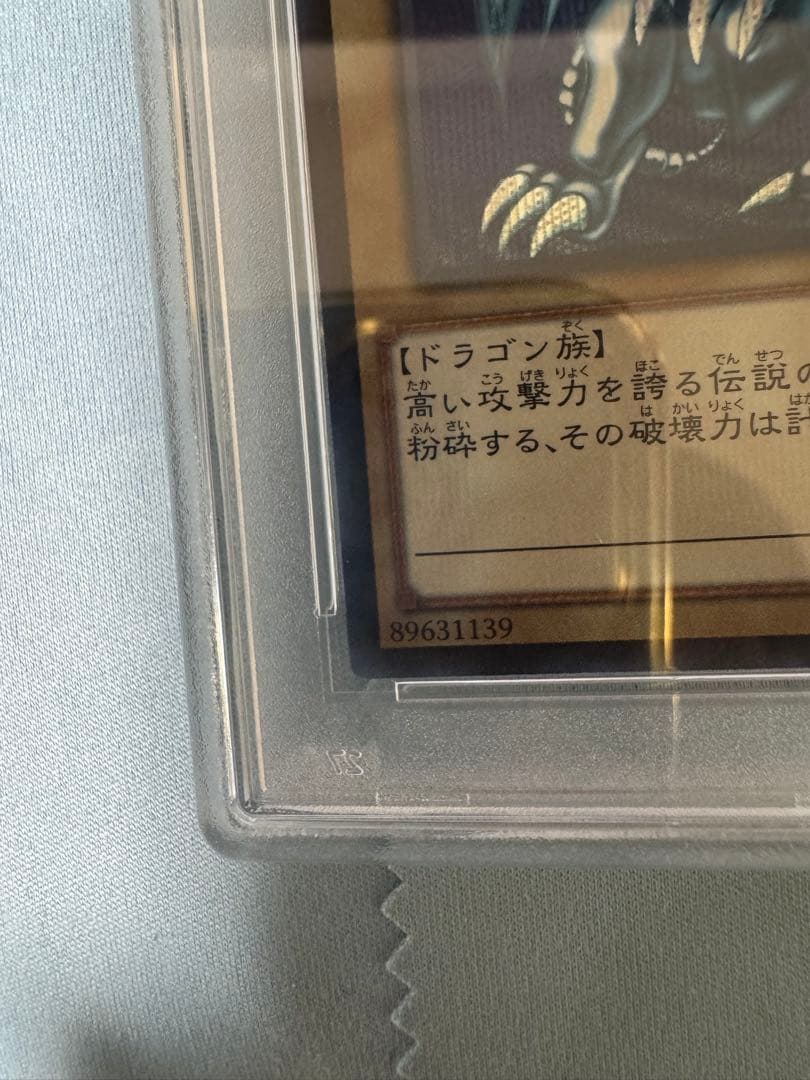 【ドラゴン族】
高い攻撃力を誇る伝説の
粉砕する、その破壊力は計
89631139